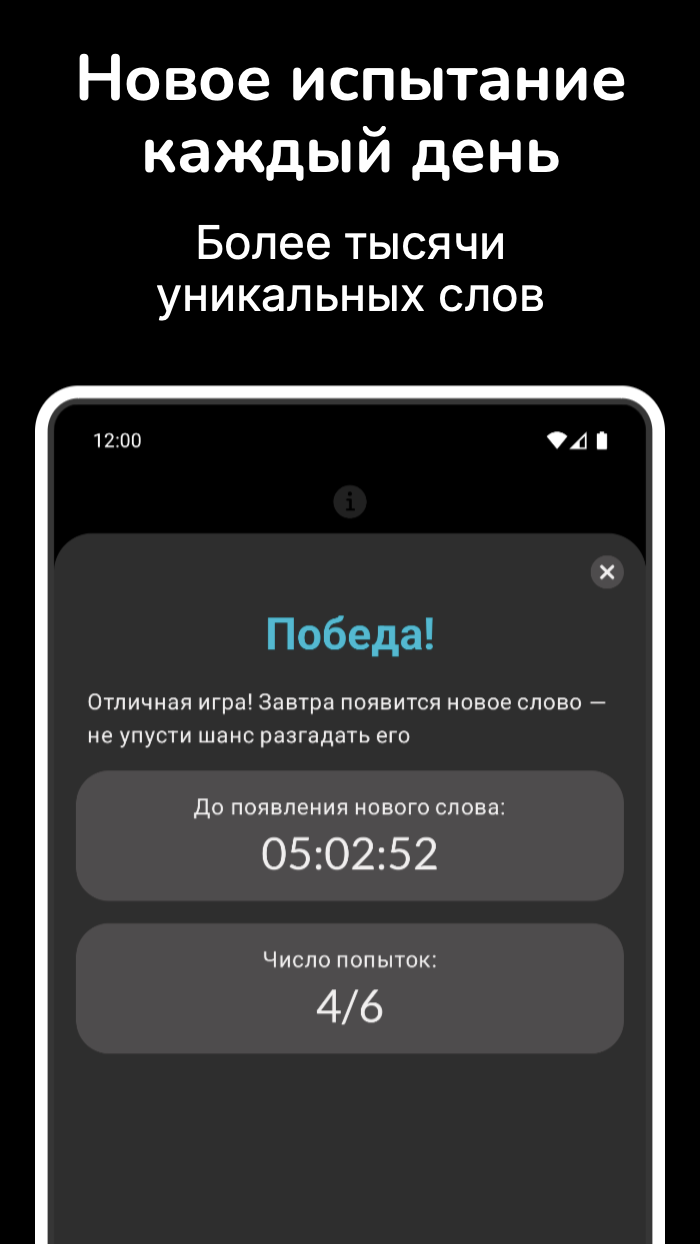 Новое испытание
каждый день
Более тысячи
уникальных слов
12:00
i
Победа!
Отличная игра! Завтра появится новое слово —
не упусти шанс разгадать его
До появления нового слова:
05:02:52
Число попыток:
4/6